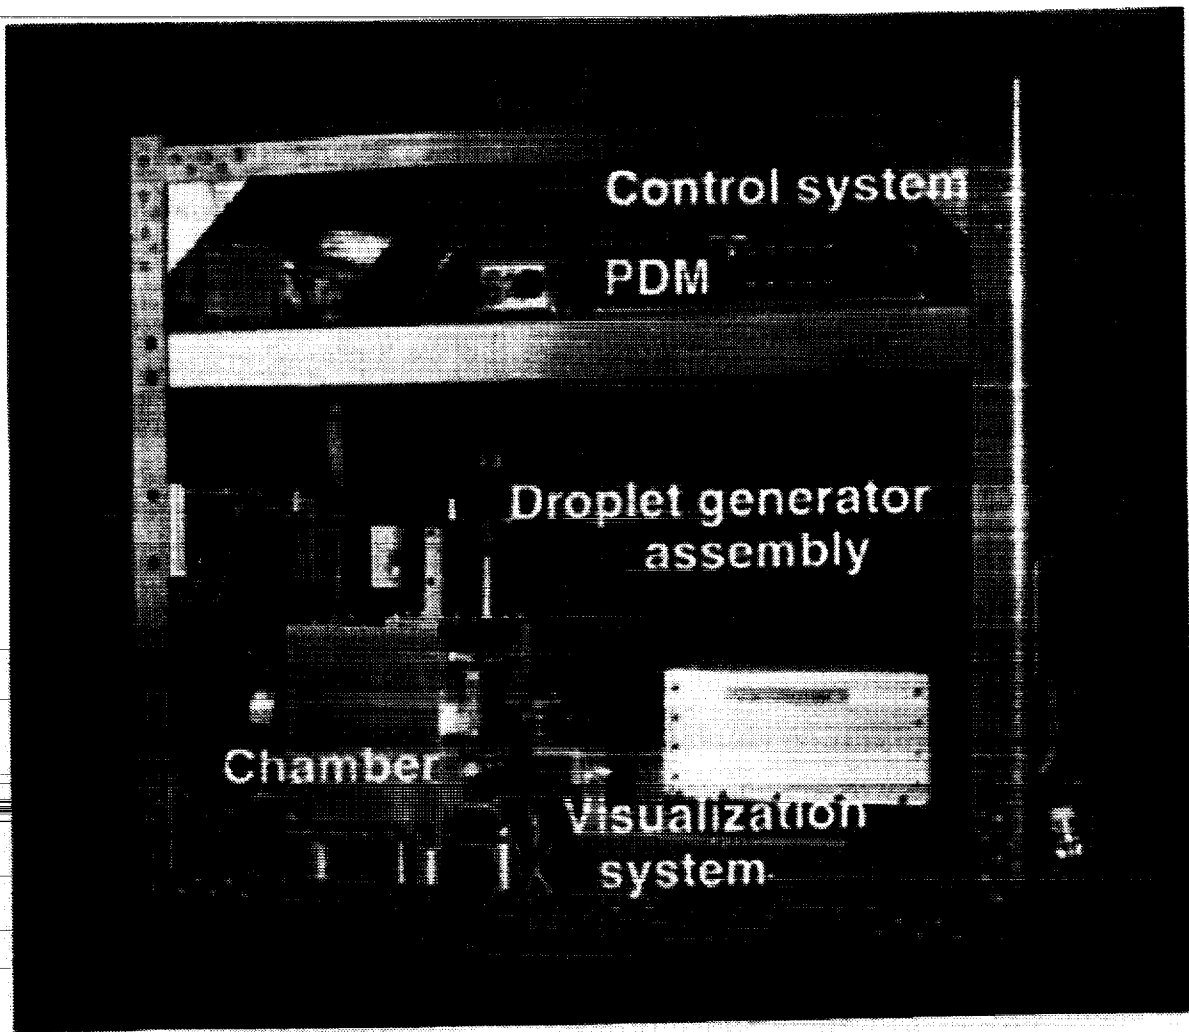 Control system
PDM
Droplet generator
assembly
Chamber
Visualization
system